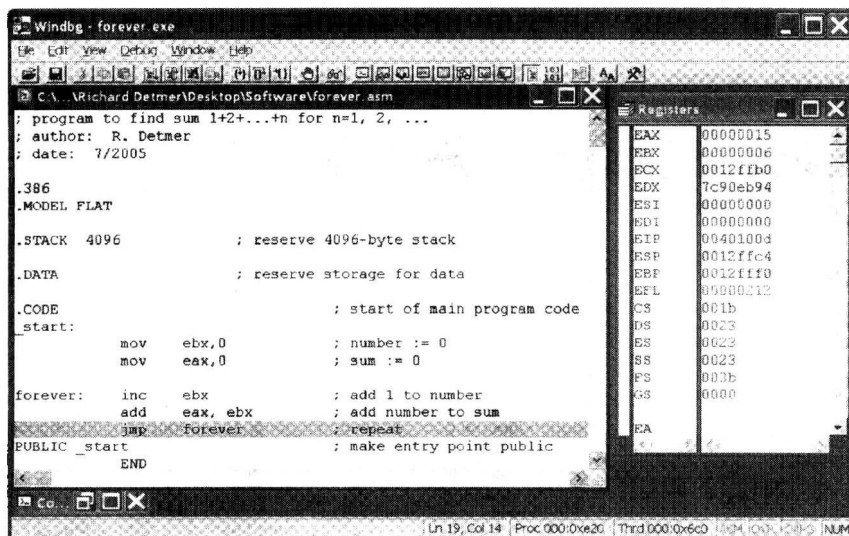 Windbg - forever.exe
File Edit View Debug Window Help
C:\...\Richard Detmer\Desktop\Software\forever.asm
; program to find sum 1+2+...+n for n=1, 2, ...
; author: R. Detmer
; date: 7/2005
.386
.MODEL FLAT
.STACK 4096 ; reserve 4096-byte stack
.DATA ; reserve storage for data
.CODE ; start of main program code
_start:
mov ebx,0 ; number := 0
mov eax,0 ; sum := 0
forever: inc ebx ; add 1 to number
add eax, ebx ; add number to sum
jmp forever ; repeat
PUBLIC _start ; make entry point public
END
Registers
EAX 00000015
EBX 00000006
ECX 0012ffb0
EDX 7c90eb94
ESI 00000000
EDI 00000000
EIP 0040100d
ESP 0012ffc4
EBP 0012fff0
EFL 00000212
CS 001b
DS 0023
ES 0023
SS 0023
FS 003b
GS 0000
EA
Co...
Ln 19, Col 14 Proc 000:0xe20 Thrd 000:0x6c0 NUM